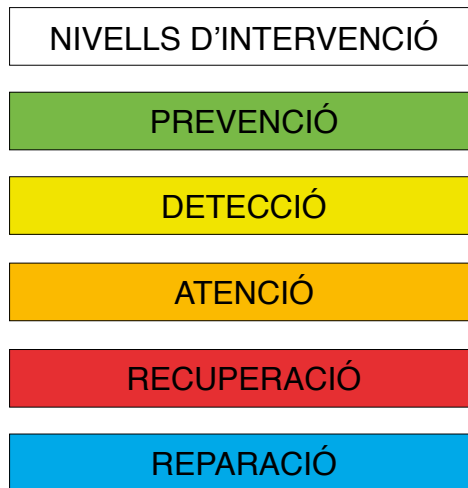 NIVELLS D’INTERVENCIÓ
PREVENCIÓ
DETECCIÓ
ATENCIÓ
RECUPERACIÓ
REPARACIÓ